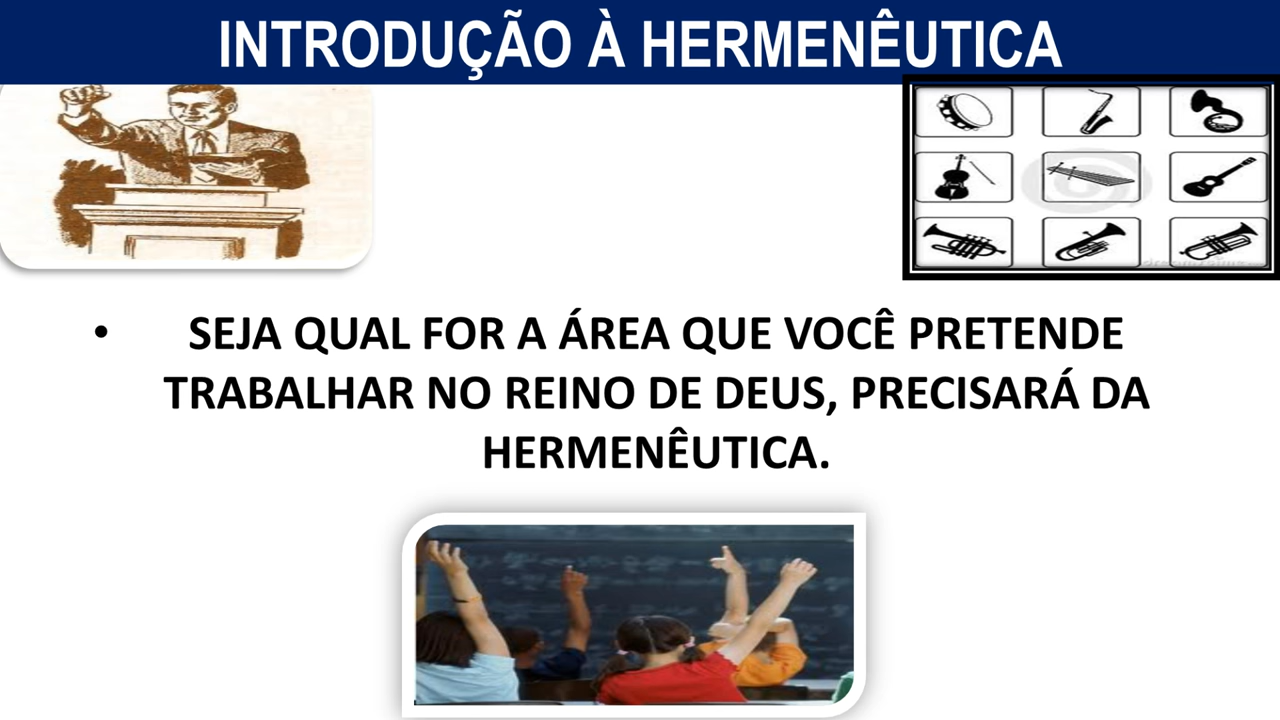 INTRODUÇÃO À HERMENÊUTICA
• SEJA QUAL FOR A ÁREA QUE VOCÊ PRETENDE
TRABALHAR NO REINO DE DEUS, PRECISARÁ DA
HERMENÊUTICA.